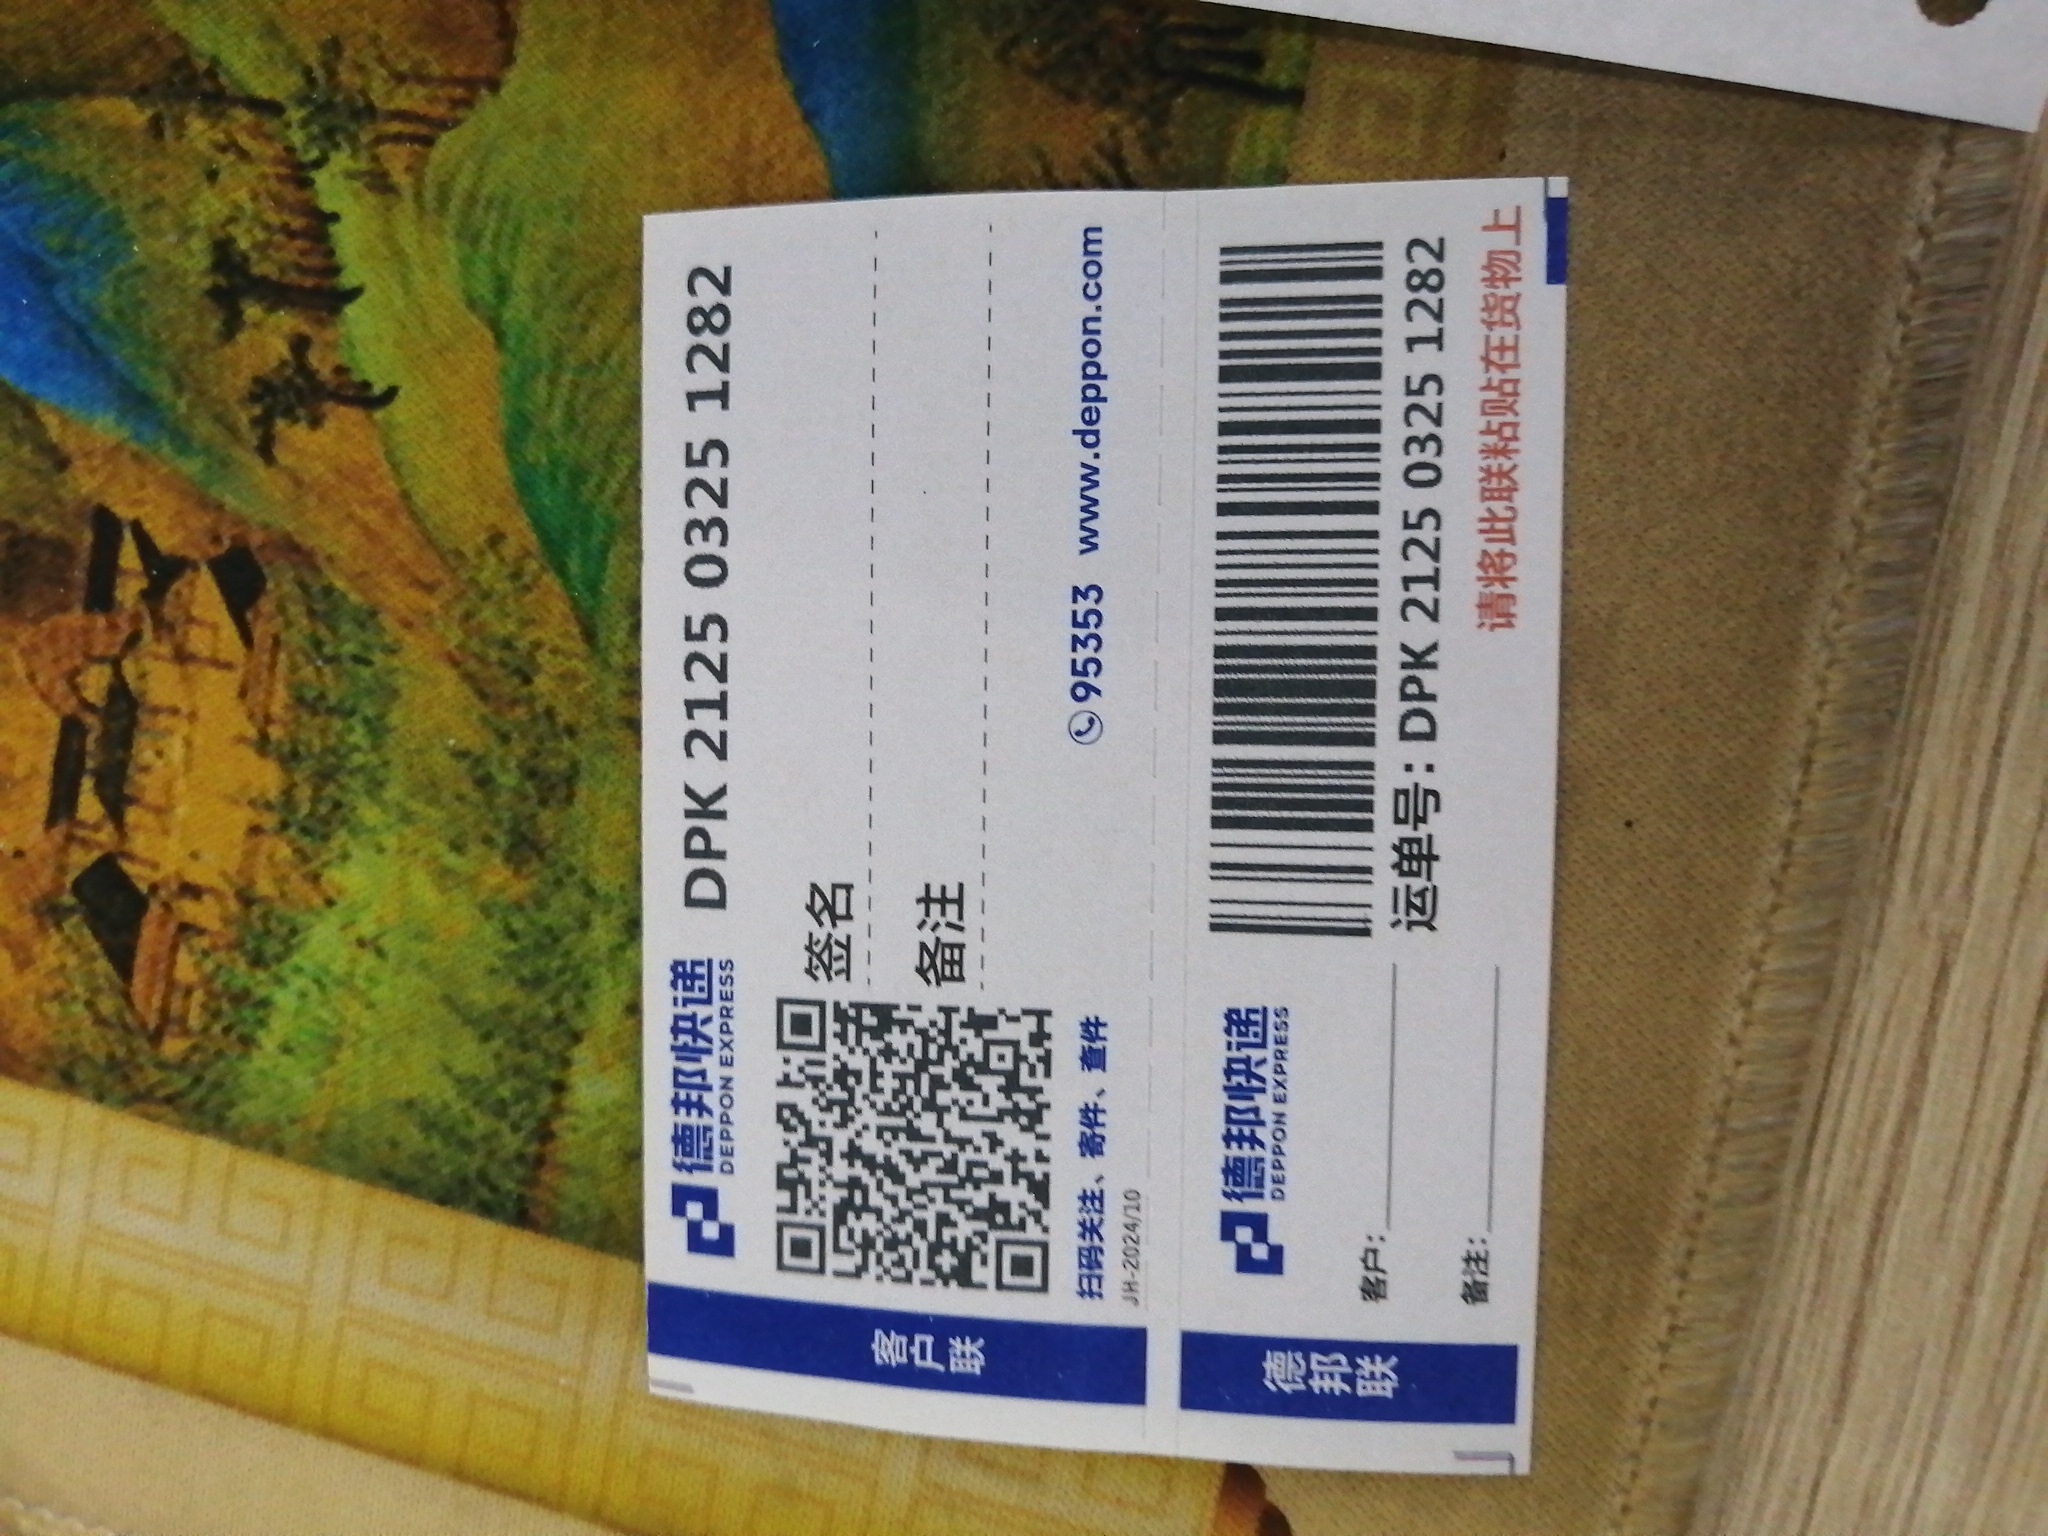 德邦快递 DPK 2125 0325 1282
DEPPON EXPRESS
签名
备注
扫码关注、寄件、查件 95353 www.deppon.com
JH-2024/10
客户联
德邦快递
DEPPON EXPRESS
客户:
运单号:DPK 2125 0325 1282
备注:
请将此联粘贴在货物上
德邦联